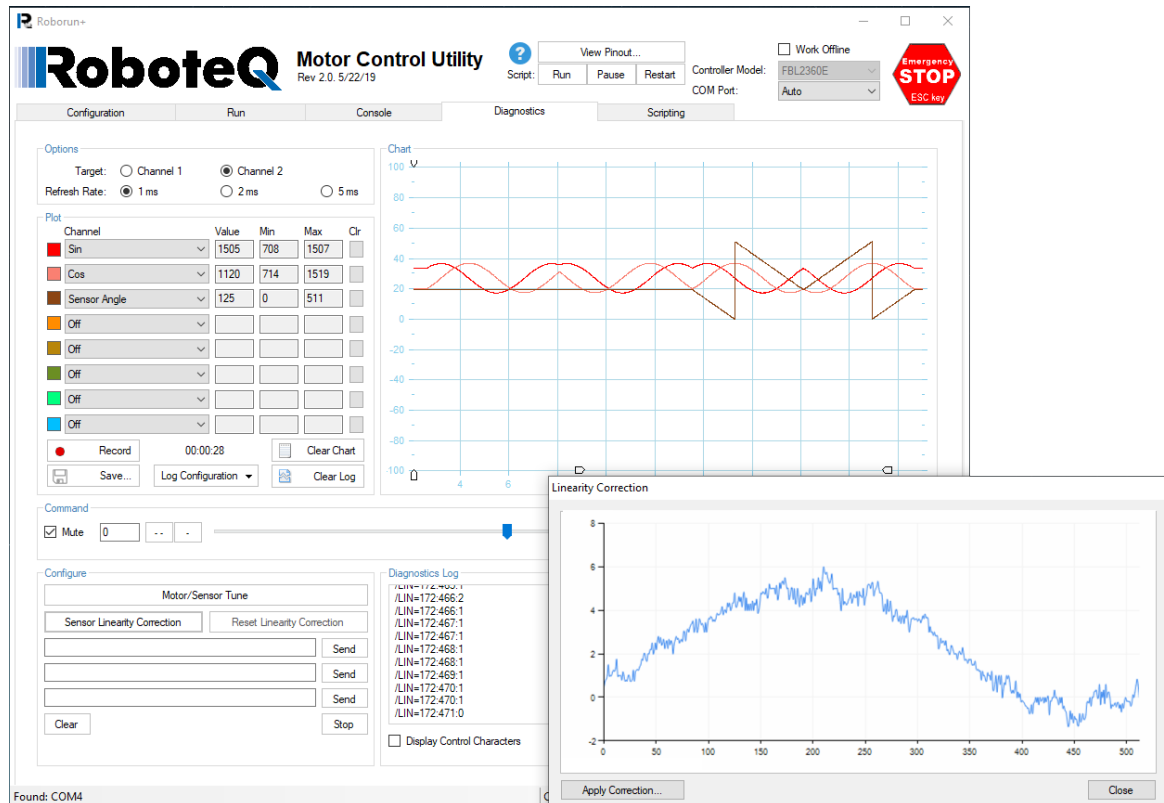 Roborun+
RoboteQ
Motor Control Utility
Rev 2.0. 5/22/19
?
View Pinout...
Script:
Run
Pause
Restart
Work Offline
Controller Model:
FBL2360E
COM Port:
Auto
Emergency
STOP
ESC key
Configuration
Run
Console
Diagnostics
Scripting
Options
Target:
Channel 1
Channel 2
Refresh Rate:
1 ms
2 ms
5 ms
Plot
Channel
Value
Min
Max
Clr
Sin
1505
708
1507
Cos
1120
714
1519
Sensor Angle
125
0
511
Off
Off
Off
Off
Off
Record
00:00:28
Clear Chart
Save...
Log Configuration
Clear Log
Chart
100
80
60
40
20
0
-20
-40
-60
-80
-100
4
6
Command
Mute
0
- -
-
Configure
Motor/Sensor Tune
Sensor Linearity Correction
Reset Linearity Correction
Send
Send
Send
Clear
Stop
Diagnostics Log
/LIN=172:465:1
/LIN=172:466:2
/LIN=172:466:1
/LIN=172:467:1
/LIN=172:467:1
/LIN=172:468:1
/LIN=172:468:1
/LIN=172:469:1
/LIN=172:470:1
/LIN=172:470:1
/LIN=172:471:0
Display Control Characters
Found: COM4
Linearity Correction
8
6
4
2
0
-2
0
50
100
150
200
250
300
350
400
450
500
Apply Correction...
Close